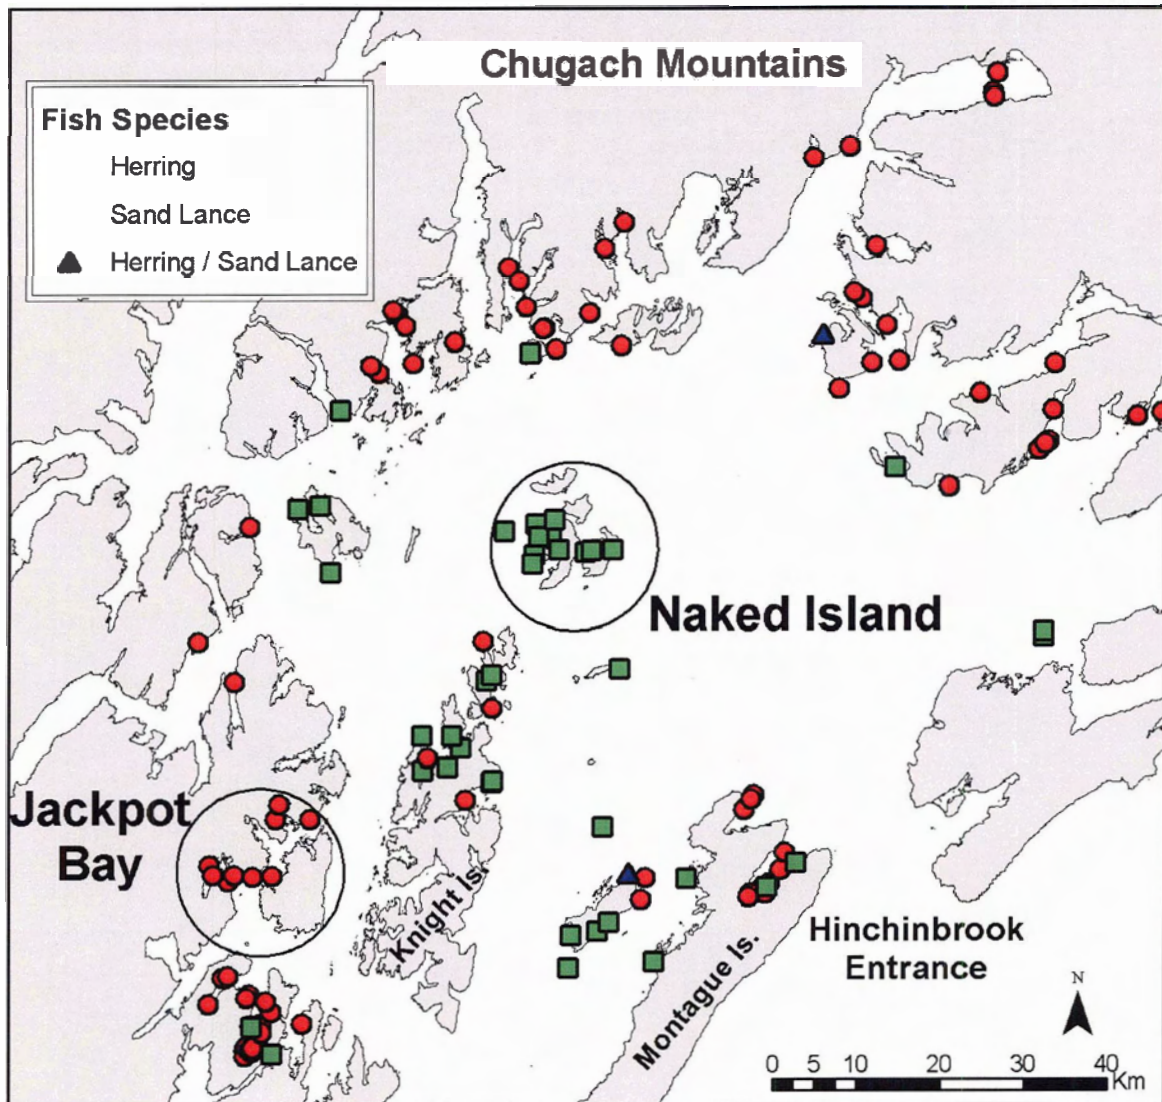 Chugach Mountains
Fish Species
Herring
Sand Lance
Herring / Sand Lance
Naked Island
Jackpot
Bay
Knight Is.
Montague Is.
Hinchinbrook
Entrance
N
0 5 10 20 30 40
Km